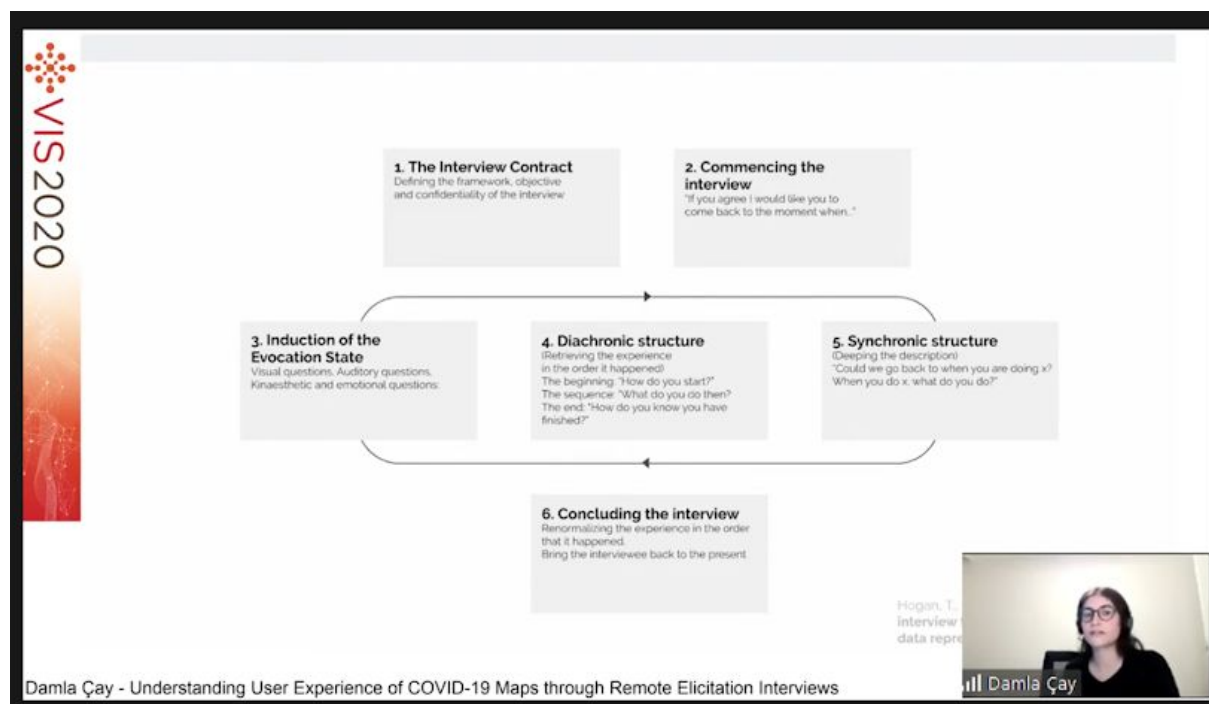 VIS2020
1. The Interview Contract
Defining the framework, objective
and confidentiality of the interview
2. Commencing the
interview
"If you agree I would like you to
come back to the moment when..."
3. Induction of the
Evocation State
Visual questions, Auditory questions,
Kinaesthetic and emotional questions.
4. Diachronic structure
(Retrieving the experience
in the order it happened)
The beginning: "How do you start?"
The sequence: "What do you do then?
The end: "How do you know you have
finished?"
5. Synchronic structure
(Deeping the description)
"Could we go back to when you are doing x?
When you do x, what do you do?"
6. Concluding the interview
Renormalizing the experience in the order
that it happened.
Bring the interviewee back to the present
Hogan, T.,
interview
data repre
Damla Çay
Damla Çay - Understanding User Experience of COVID-19 Maps through Remote Elicitation Interviews